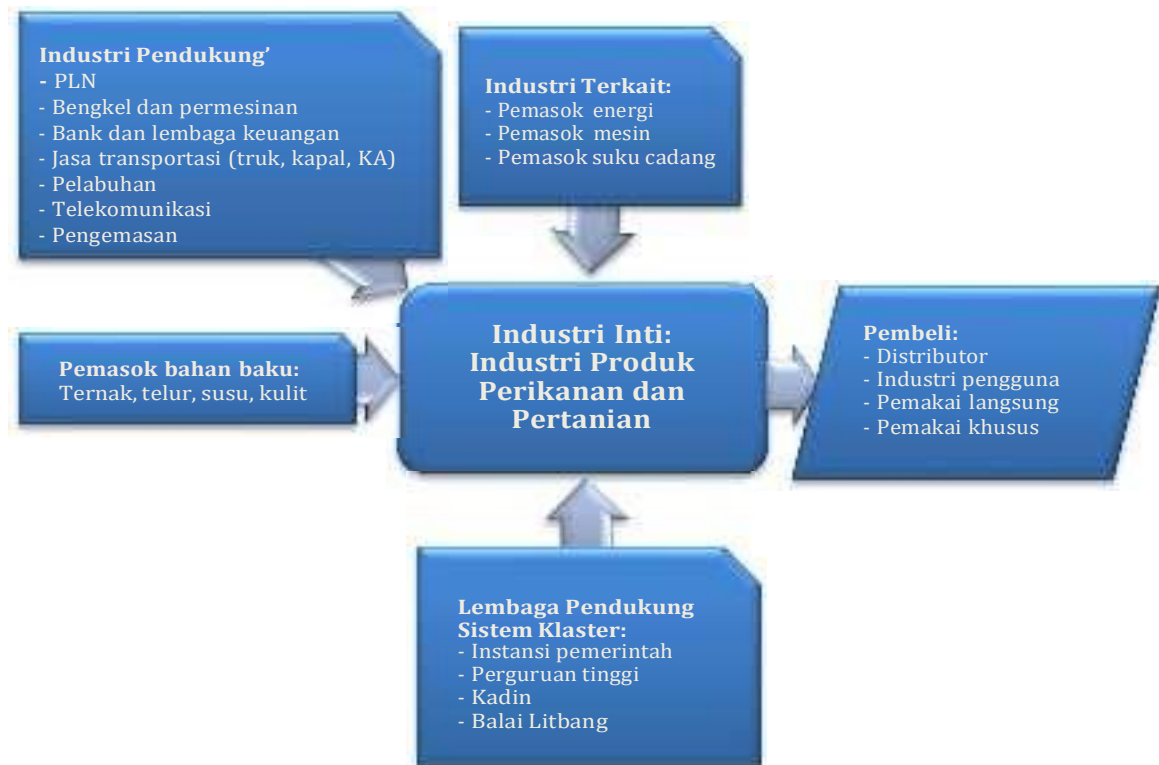 Industri Pendukung’
- PLN
- Bengkel dan permesinan
- Bank dan lembaga keuangan
- Jasa transportasi (truk, kapal, KA)
- Pelabuhan
- Telekomunikasi
- Pengemasan
Industri Terkait:
- Pemasok energi
- Pemasok mesin
- Pemasok suku cadang
Pemasok bahan baku:
Ternak, telur, susu, kulit
Industri Inti:
Industri Produk
Perikanan dan
Pertanian
Pembeli:
- Distributor
- Industri pengguna
- Pemakai langsung
- Pemakai khusus
Lembaga Pendukung
Sistem Klaster:
- Instansi pemerintah
- Perguruan tinggi
- Kadin
- Balai Litbang